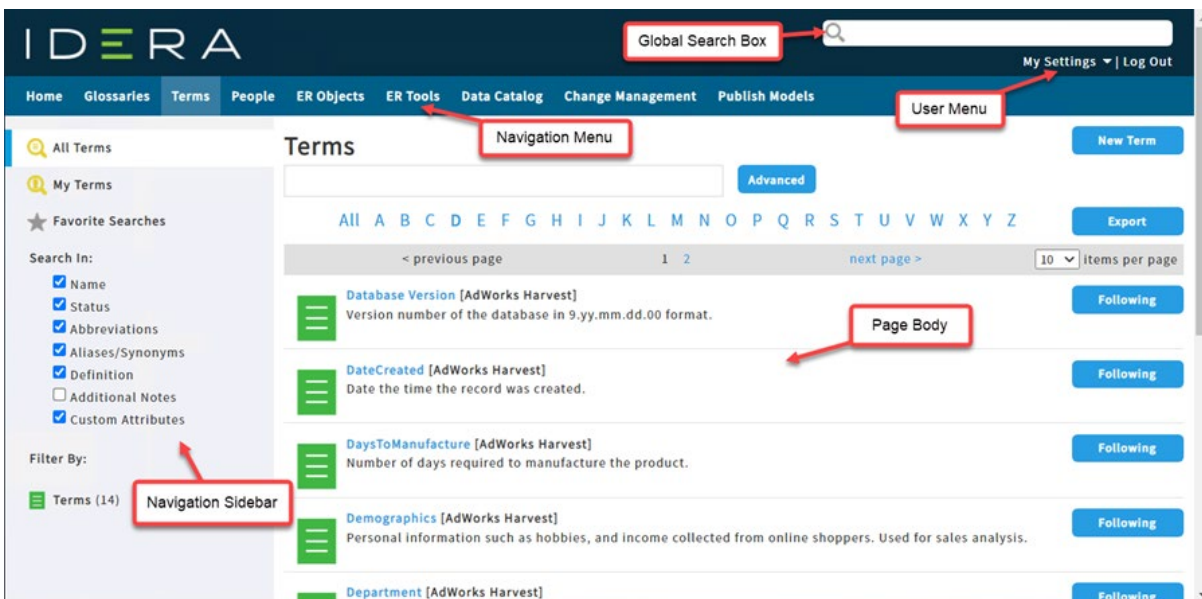 IDERA
Global Search Box
My Settings | Log Out
Home Glossaries Terms People ER Objects ER Tools Data Catalog Change Management Publish Models
User Menu
Navigation Menu
All Terms
My Terms
Favorite Searches
Search In:
Name
Status
Abbreviations
Aliases/Synonyms
Definition
Additional Notes
Custom Attributes
Filter By:
Terms (14)
Navigation Sidebar
Terms
New Term
Advanced
All A B C D E F G H I J K L M N O P Q R S T U V W X Y Z
Export
< previous page 1 2 next page > 10 items per page
Database Version [AdWorks Harvest]
Version number of the database in 9.yy.mm.dd.00 format.
Following
Page Body
DateCreated [AdWorks Harvest]
Date the time the record was created.
Following
DaysToManufacture [AdWorks Harvest]
Number of days required to manufacture the product.
Following
Demographics [AdWorks Harvest]
Personal information such as hobbies, and income collected from online shoppers. Used for sales analysis.
Following
Department [AdWorks Harvest]
Following